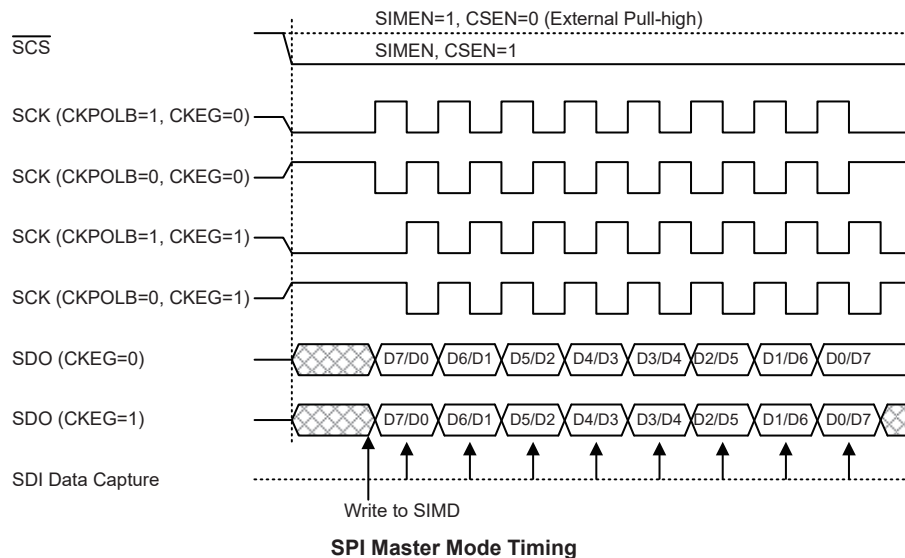 SIMEN=1, CSEN=0 (External Pull-high)
SCS
SIMEN, CSEN=1
SCK (CKPOLB=1, CKEG=0)
SCK (CKPOLB=0, CKEG=0)
SCK (CKPOLB=1, CKEG=1)
SCK (CKPOLB=0, CKEG=1)
SDO (CKEG=0) D7/D0 D6/D1 D5/D2 D4/D3 D3/D4 D2/D5 D1/D6 D0/D7
SDO (CKEG=1) D7/D0 D6/D1 D5/D2 D4/D3 D3/D4 D2/D5 D1/D6 D0/D7
SDI Data Capture
Write to SIMD
SPI Master Mode Timing